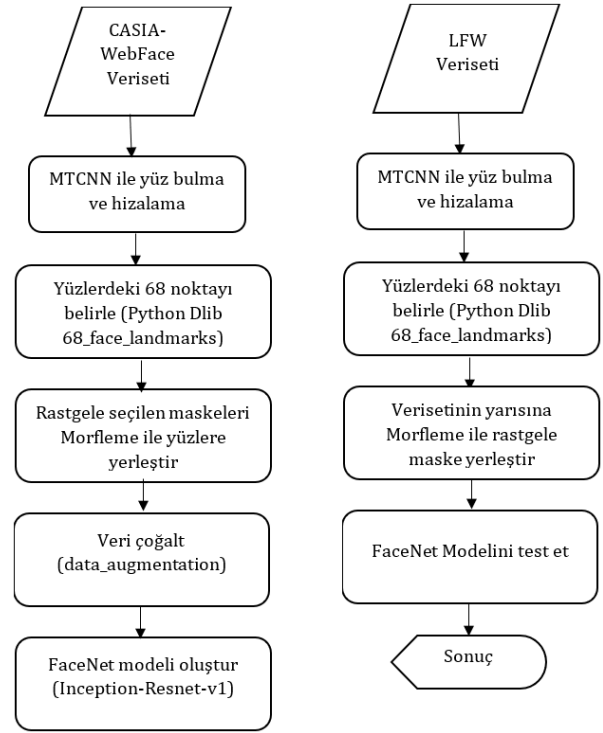 CASIA-
WebFace
Veriseti
MTCNN ile yüz bulma
ve hizalama
Yüzlerdeki 68 noktayı
belirle (Python Dlib
68_face_landmarks)
Rastgele seçilen maskeleri
Morfleme ile yüzlere
yerleştir
Veri çoğalt
(data_augmentation)
FaceNet modeli oluştur
(Inception-Resnet-v1)
LFW
Veriseti
MTCNN ile yüz bulma
ve hizalama
Yüzlerdeki 68 noktayı
belirle (Python Dlib
68_face_landmarks)
Verisetinin yarısına
Morfleme ile rastgele
maske yerleştir
FaceNet Modelini test et
Sonuç